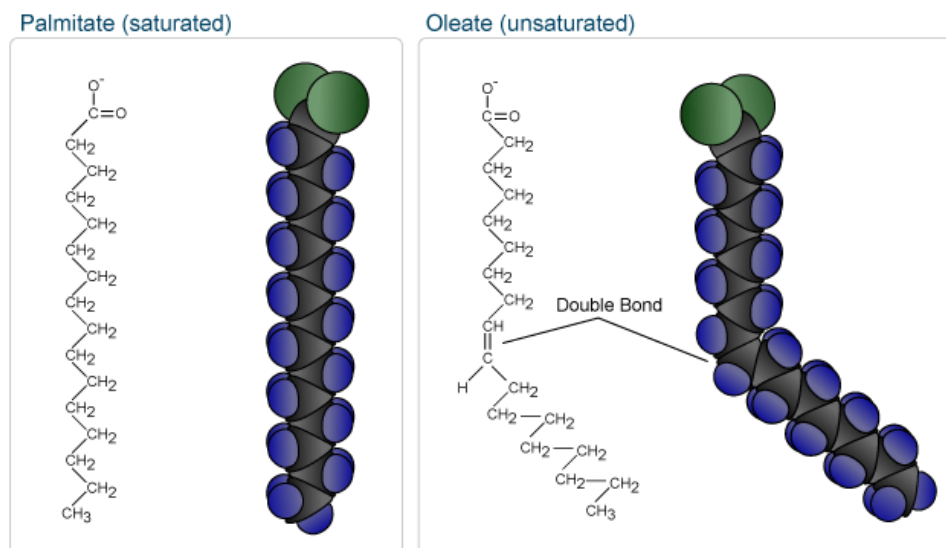 Palmitate (saturated)
O⁻
C=O
CH₂
CH₂
CH₂
CH₂
CH₂
CH₂
CH₂
CH₂
CH₂
CH₂
CH₂
CH₂
CH₂
CH₂
CH₃
Oleate (unsaturated)
O⁻
C=O
CH₂
CH₂
CH₂
CH₂
CH₂
CH₂
CH₂
Double Bond
CH
C
H CH₂
CH₂ CH₂
CH₂ CH₂
CH₂ CH₂
CH₃